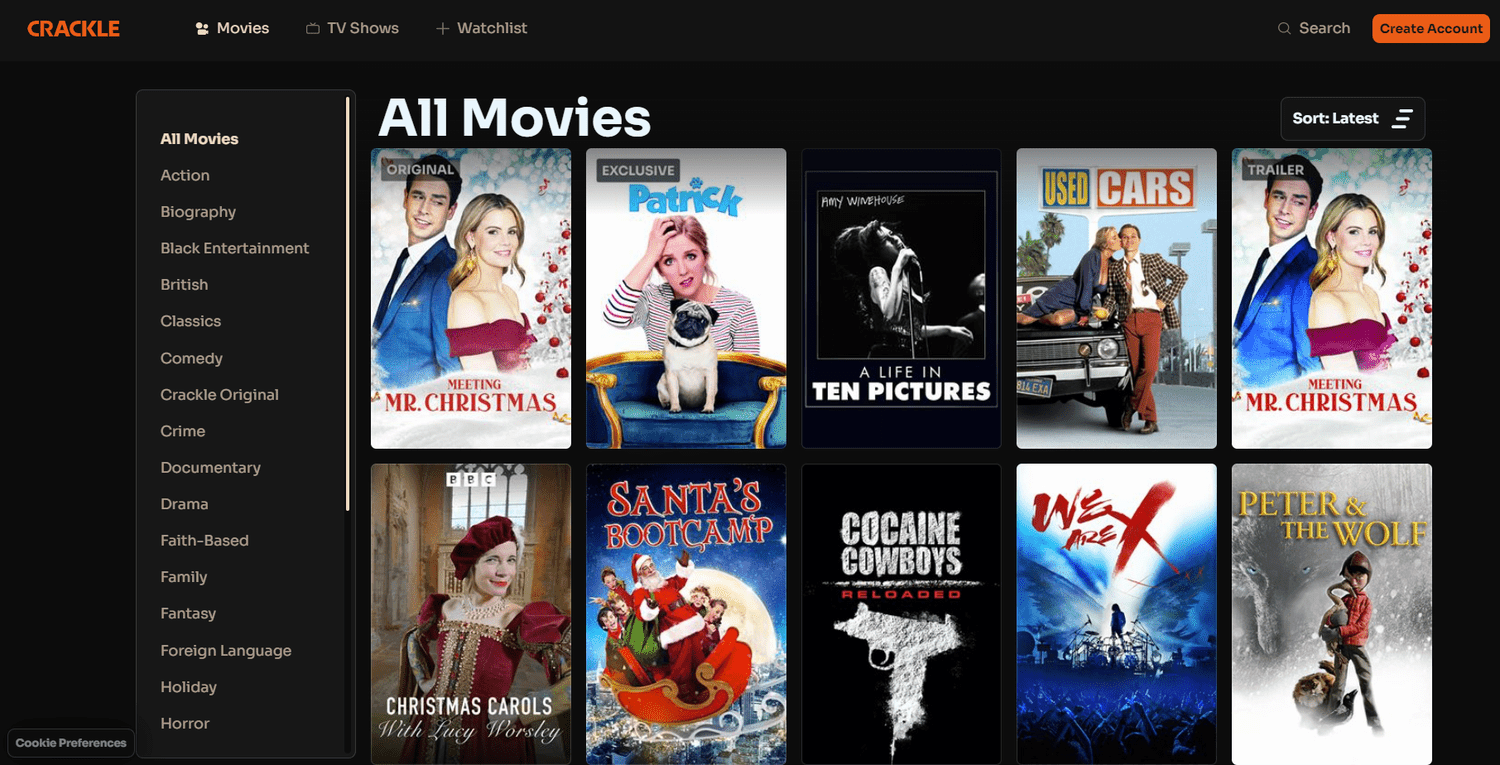 CRACKLE
Movies
TV Shows
Watchlist
Search
Create Account
All Movies
Action
Biography
Black Entertainment
British
Classics
Comedy
Crackle Original
Crime
Documentary
Drama
Faith-Based
Family
Fantasy
Foreign Language
Holiday
Horror
Cookie Preferences
All Movies
Sort: Latest
ORIGINAL
MEETING
MR. CHRISTMAS
EXCLUSIVE
Patrick
AMY WINEHOUSE
A LIFE IN
TEN PICTURES
USED CARS
814 EXA
TRAILER
MEETING
MR. CHRISTMAS
BBC
CHRISTMAS CAROLS
With Lucy Worsley
SANTA'S
BOOTCAMP
COCAINE
COWBOYS
RELOADED
WE
ARE X
PETER &
THE WOLF